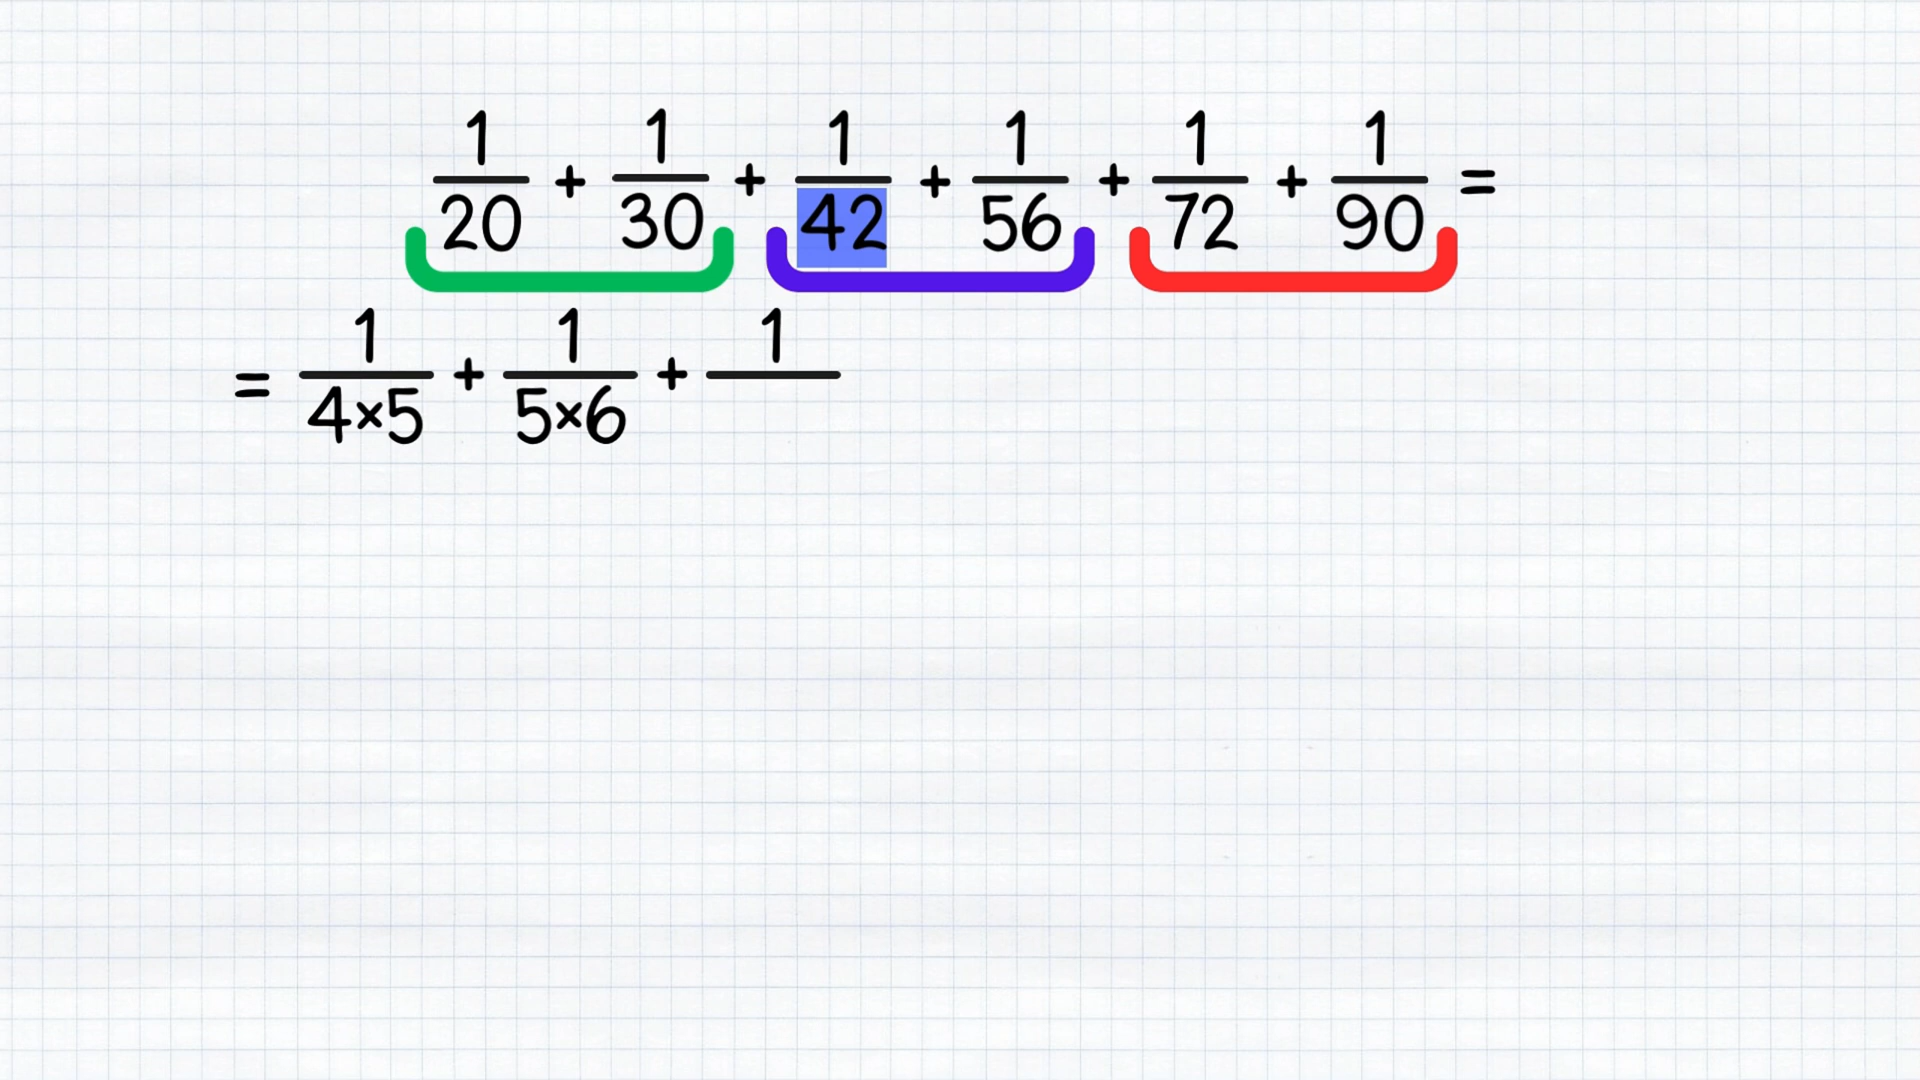 1/20 + 1/30 + 1/42 + 1/56 + 1/72 + 1/90 =
= 1/4×5 + 1/5×6 + 1/